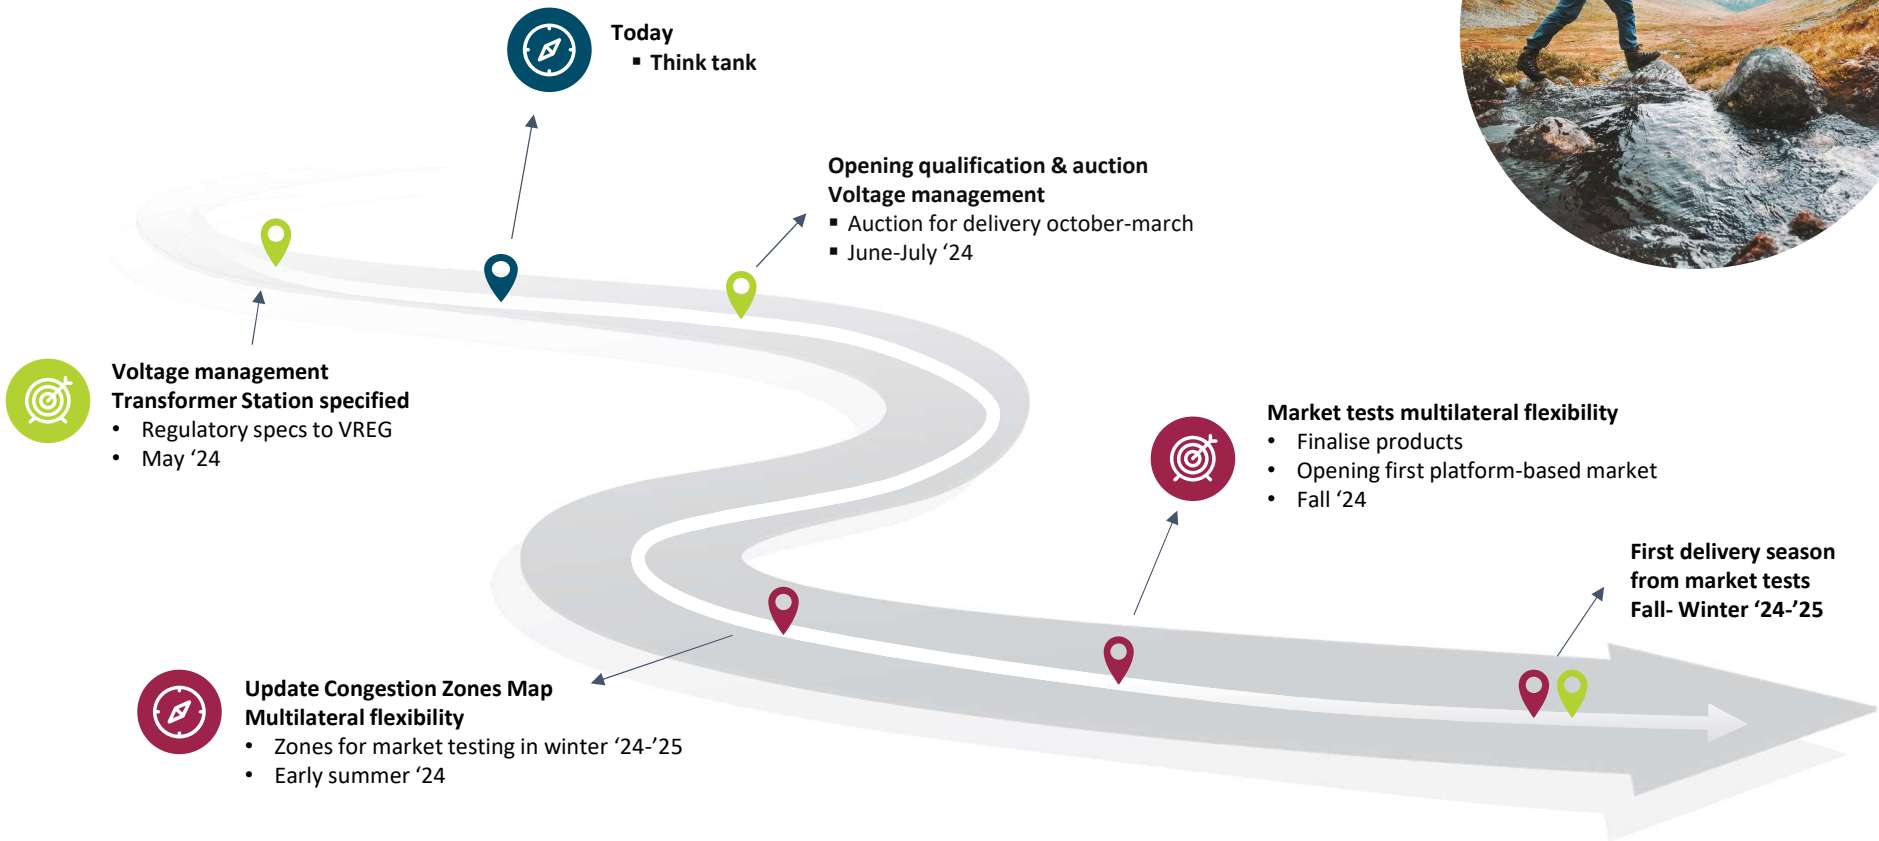 Today
▪ Think tank
Opening qualification & auction
Voltage management
▪ Auction for delivery october-march
▪ June-July ‘24
Voltage management
Transformer Station specified
• Regulatory specs to VREG
• May ‘24
Market tests multilateral flexibility
• Finalise products
• Opening first platform-based market
• Fall ‘24
First delivery season
from market tests
Fall- Winter ‘24-’25
Update Congestion Zones Map
Multilateral flexibility
• Zones for market testing in winter ‘24-’25
• Early summer ‘24